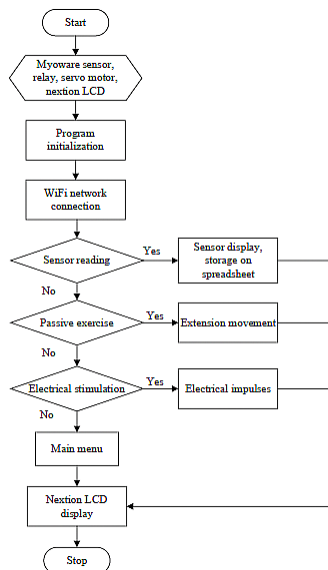 Start
Myoware sensor,
relay, servo motor,
nextion LCD
Program
initialization
WiFi network
connection
Sensor reading
Yes
Sensor display,
storage on
spreadsheet
No
Passive exercise
Yes
Extension movement
No
Electrical stimulation
Yes
Electrical impulses
No
Main menu
Nextion LCD
display
Stop